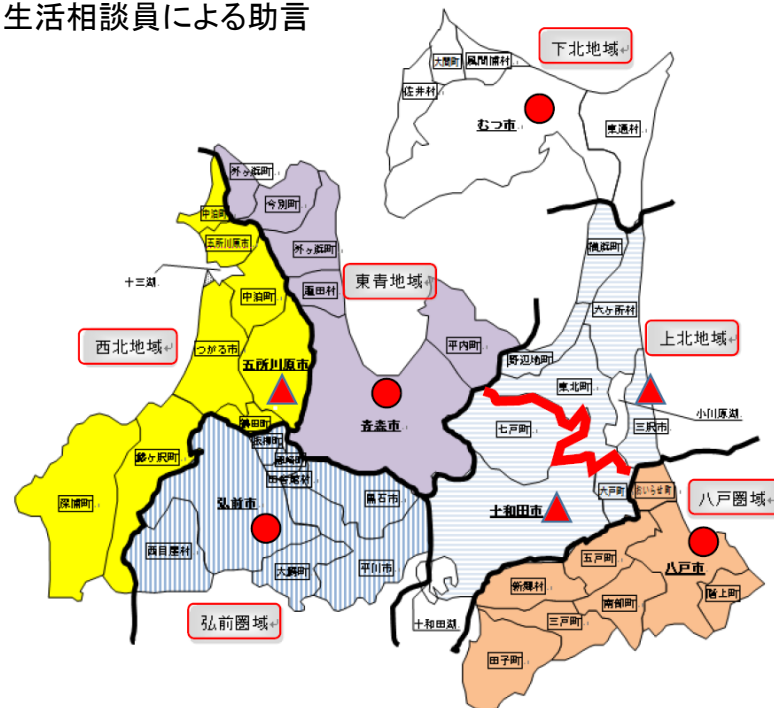 生活相談員による助言
下北地域
大間町
風間浦村
佐井村
むつ市
東通村
外ヶ浜町
今別町
中泊町
五所川原市
外ヶ浜町
横浜町
十三湖
中泊町
蓬田村
東青地域
六ヶ所村
西北地域
つがる市
五所川原市
平内町
野辺地町
上北地域
東北町
小川原湖
鶴田町
青森市
七戸町
三沢市
板柳町
藤崎町
鰺ヶ沢町
田舎館村
深浦町
弘前市
黒石市
十和田市
六戸町
おいらせ町
八戸圏域
西目屋村
大鰐町
平川市
五戸町
八戸市
新郷村
階上町
南部町
弘前圏域
十和田湖
三戸町
田子町